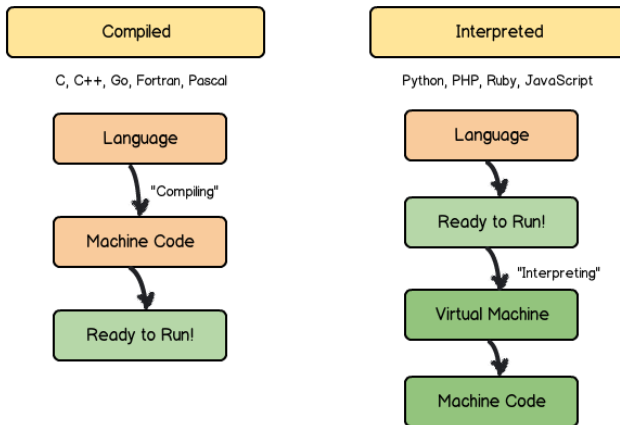 Compiled
C, C++, Go, Fortran, Pascal
Language
"Compiling"
Machine Code
Ready to Run!
Interpreted
Python, PHP, Ruby, JavaScript
Language
Ready to Run!
"Interpreting"
Virtual Machine
Machine Code